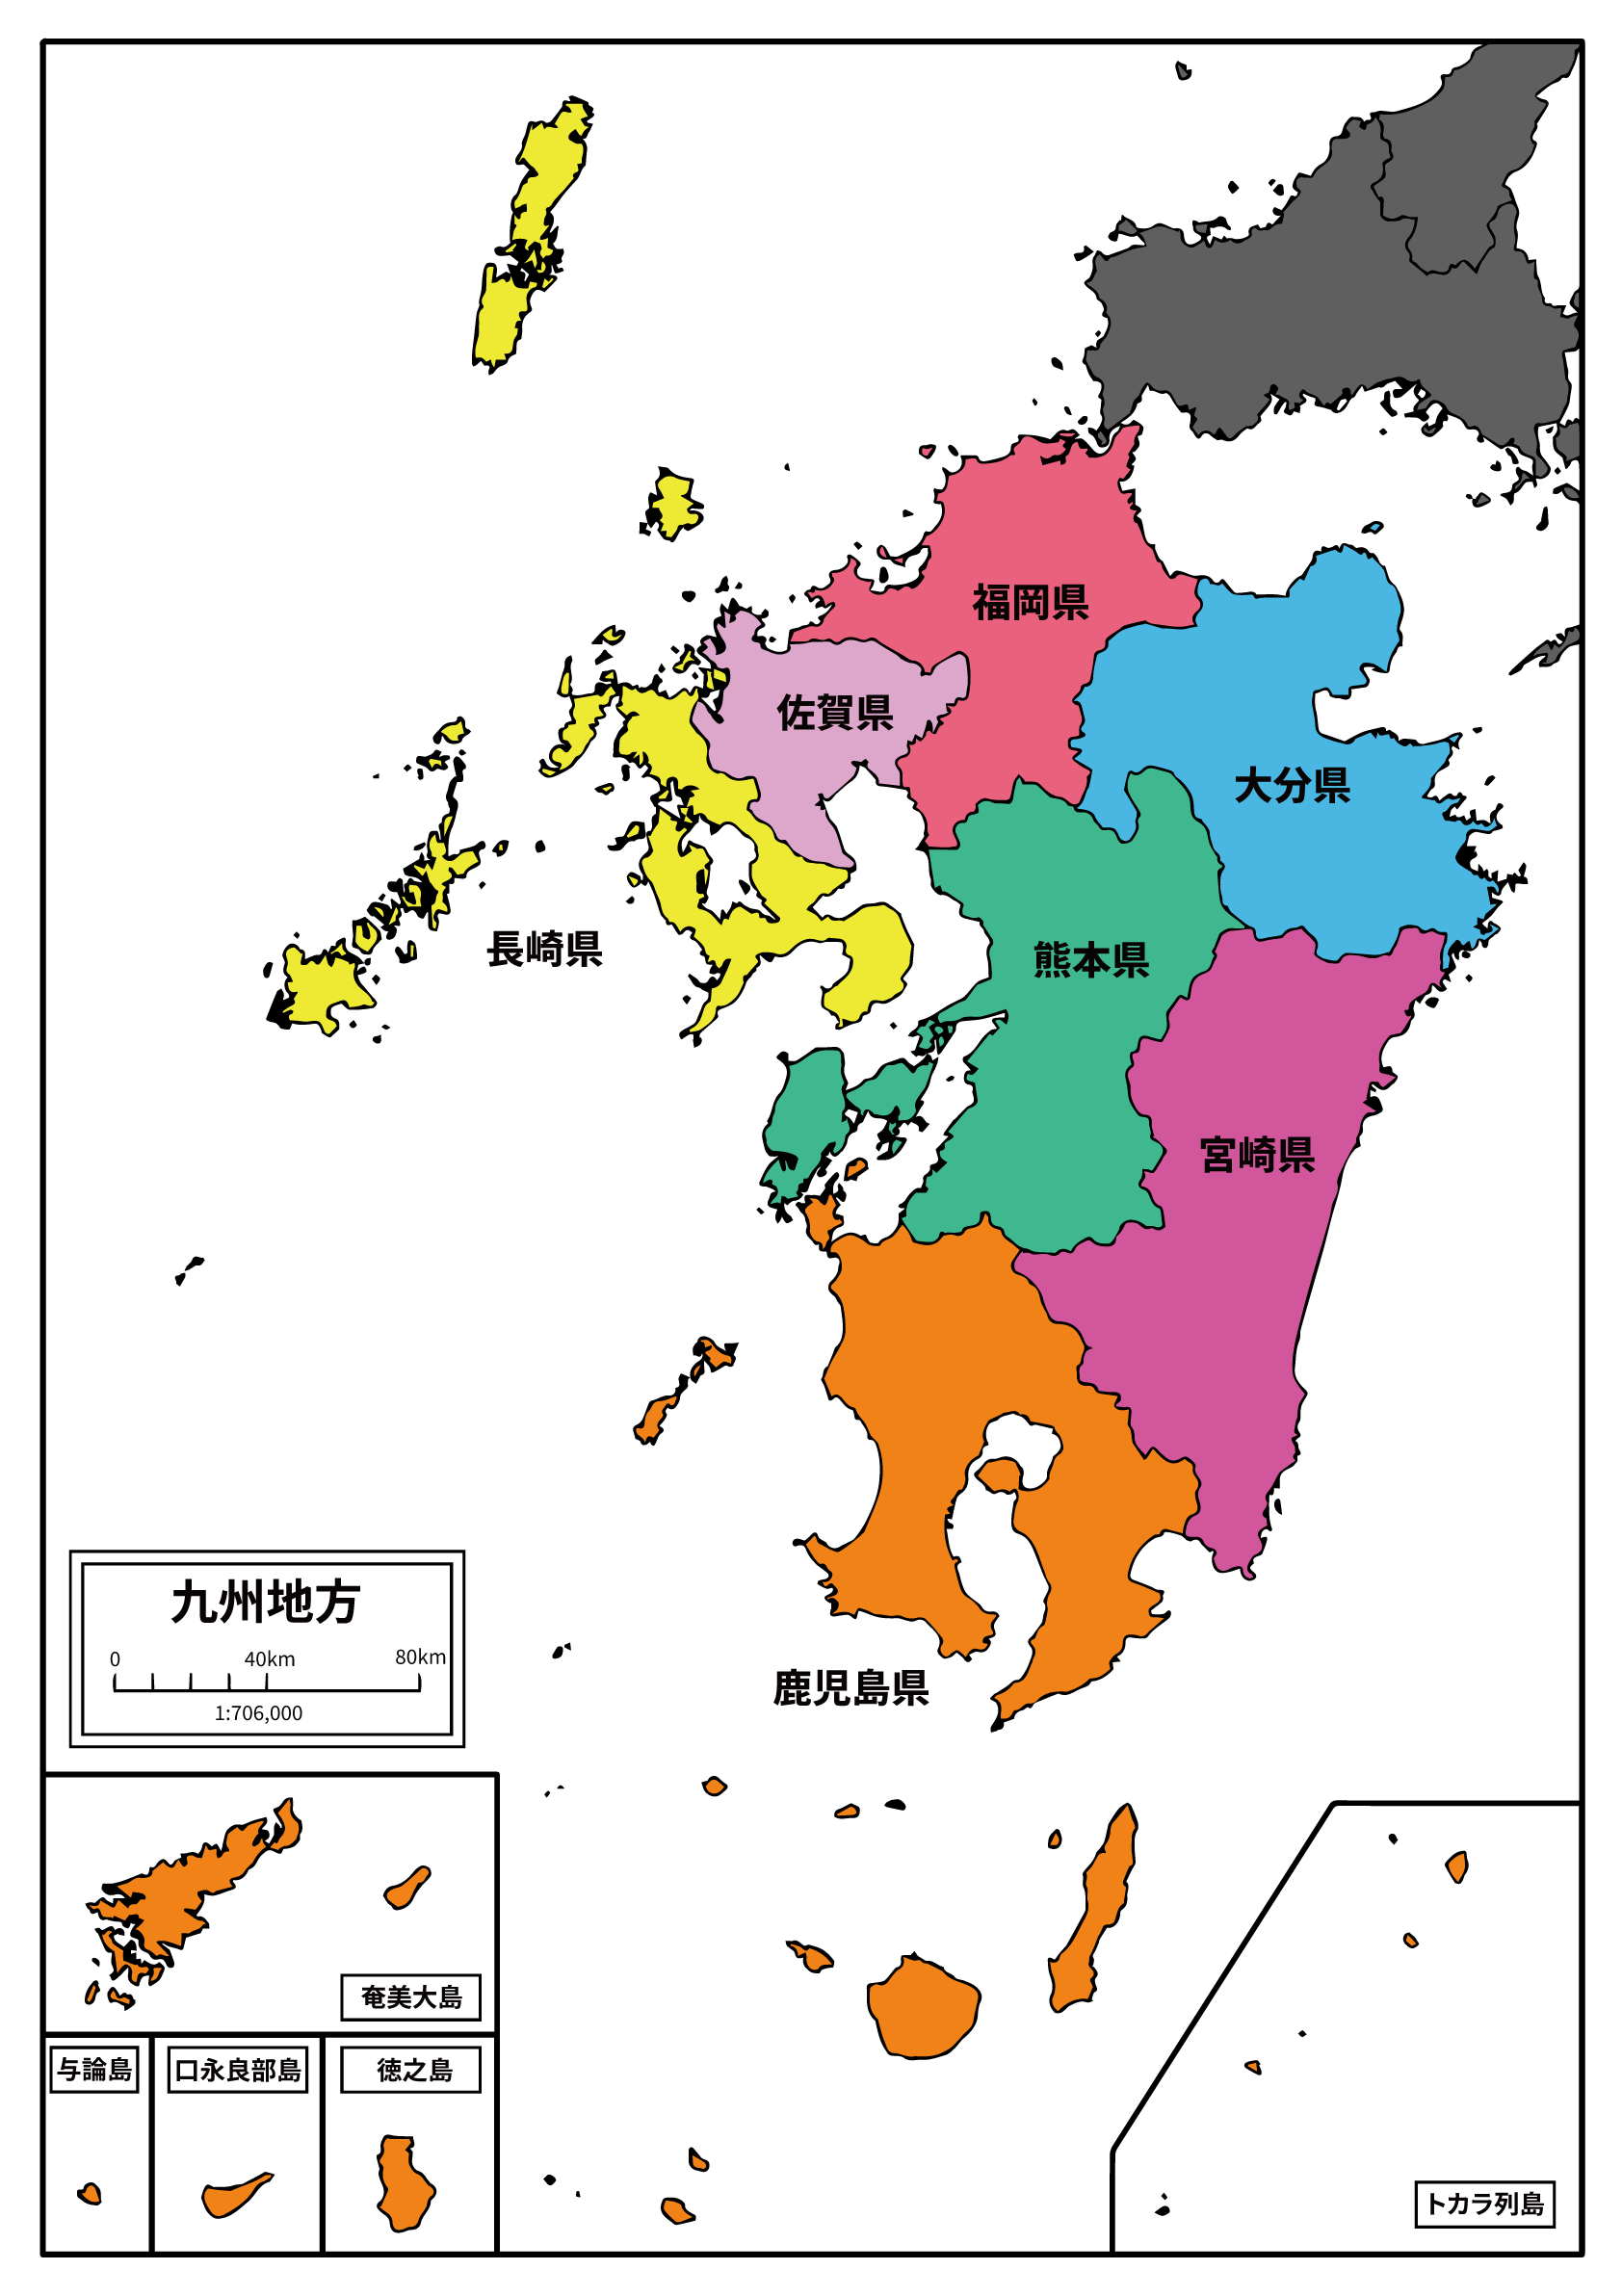 福岡県
佐賀県
大分県
長崎県
熊本県
宮崎県
九州地方
0 40km 80km
1:706,000
鹿児島県
奄美大島
与論島
口永良部島
徳之島
トカラ列島